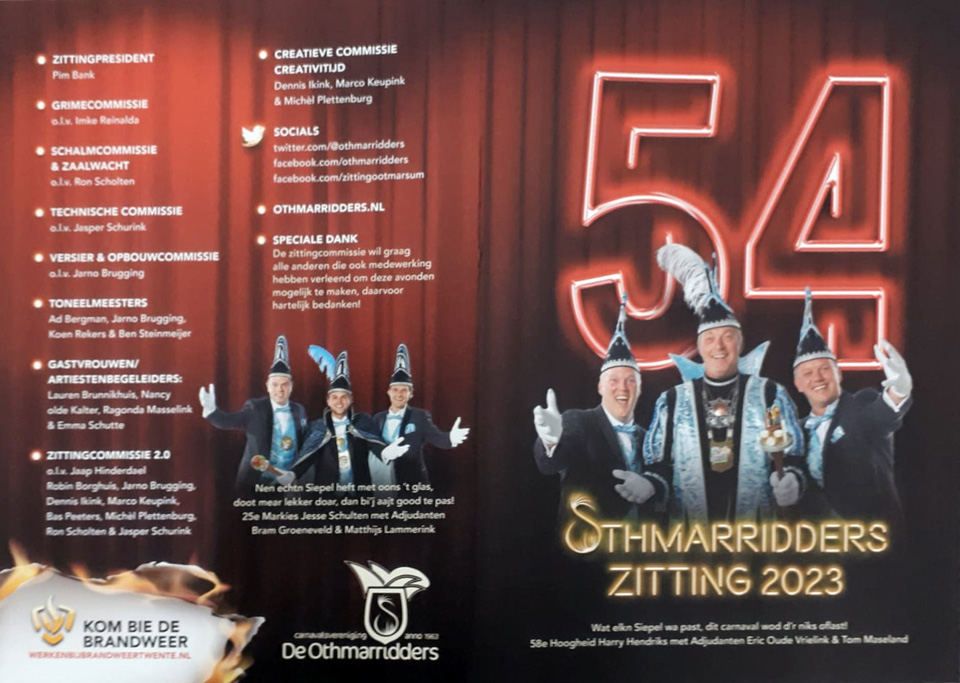 ZITTINGPRESIDENT
Pim Bank
GRIMECOMMISSIE
o.l.v. Imke Reinalda
SCHALMCOMMISSIE
& ZAALWACHT
o.l.v. Ron Scholten
TECHNISCHE COMMISSIE
o.l.v. Jasper Schurink
VERSIER & OPBOUWCOMMISSIE
o.l.v. Jarno Brugging
TONEELMEESTERS
Ad Bergman, Jarno Brugging,
Koen Rekers & Ben Steinmeijer
GASTVROUWEN/
ARTIESTENBEGELEIDERS:
Lauren Brunnikhuis, Nancy
olde Kalter, Ragonda Masselink
& Emma Schutte
ZITTINGCOMMISSIE 2.0
o.l.v. Jaap Hinderdael
Robin Borghuis, Jarno Brugging,
Dennis Ikink, Marco Keupink,
Bas Peeters, Michèl Plettenburg,
Ron Scholten & Jasper Schurink
KOM BIE DE
BRANDWEER
WERKENBIJBRANDWEERTWENTE.NL
CREATIEVE COMMISSIE
CREATIVITIJD
Dennis Ikink, Marco Keupink
& Michèl Plettenburg
SOCIALS
twitter.com/@othmarridders
facebook.com/othmarridders
facebook.com/zittingootmarsum
OTHMARRIDDERS.NL
SPECIALE DANK
De zittingcommissie wil graag
alle anderen die ook medewerking
hebben verleend om deze avonden
mogelijk te maken, daarvoor
hartelijk bedanken!
Nen echtn Siepel heft met oons 't glas,
doot mear lekker doar, dan bi'j aajt good te pas!
25e Markies Jesse Schulten met Adjudanten
Bram Groeneveld & Matthijs Lammerink
carnavalsvereniging anno 1963
De Othmarridders
54
OTHMARRIDDERS
ZITTING 2023
Wat elkn Siepel wa past, dit carnaval wod d'r niks oflast!
58e Hoogheid Harry Hendriks met Adjudanten Eric Oude Vrielink & Tom Maseland